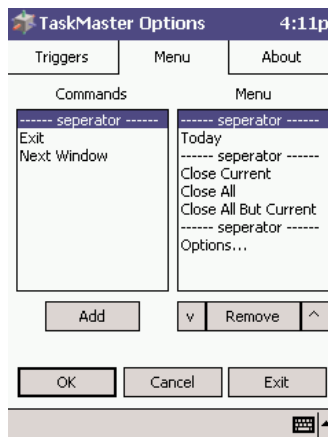 TaskMaster Options 4:11p
Triggers Menu About
Commands Menu
------ seperator ------
Exit
Next Window
------ seperator ------
Today
------ seperator ------
Close Current
Close All
Close All But Current
------ seperator ------
Options...
Add v Remove ^
OK Cancel Exit